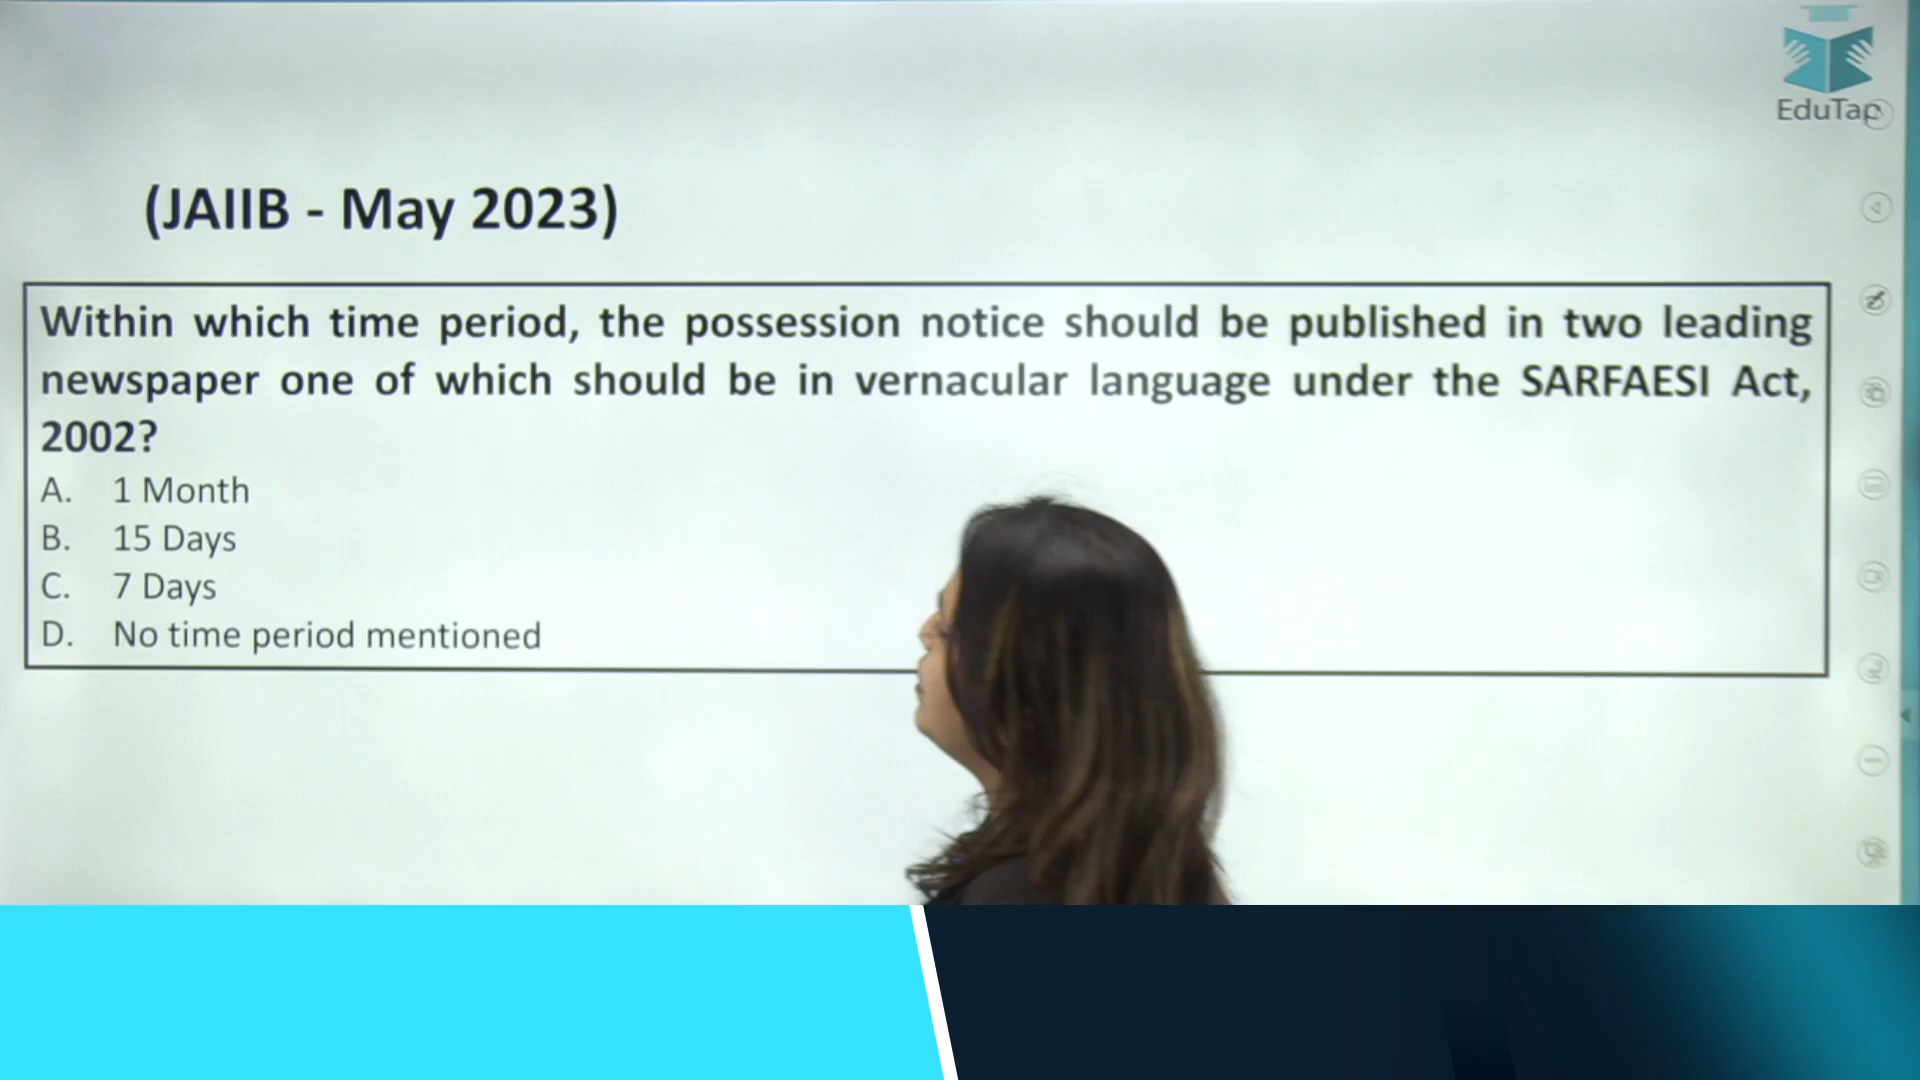 EduTap
(JAIIB - May 2023)
Within which time period, the possession notice should be published in two leading
newspaper one of which should be in vernacular language under the SARFAESI Act,
2002?
A. 1 Month
B. 15 Days
C. 7 Days
D. No time period mentioned